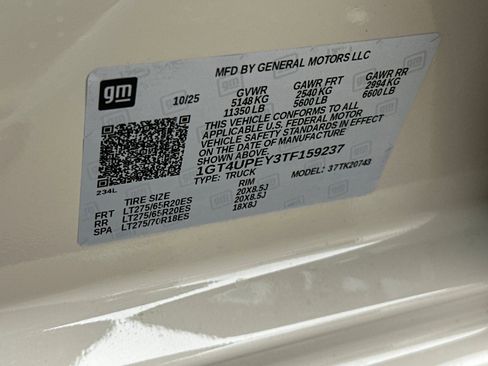 MFD BY GENERAL MOTORS LLC
gm
10/25 GVWR GAWR FRT GAWR RR
5148 KG 2540 KG 2994 KG
11350 LB 5600 LB 6600 LB
THIS VEHICLE CONFORMS TO ALL
APPLICABLE U.S. FEDERAL MOTOR
VEHICLE SAFETY STANDARDS IN EFFECT
ON THE DATE OF MANUFACTURE
1GT4UPEY3TF159237
TYPE: TRUCK MODEL: 37TK20743
234L
TIRE SIZE RIM
FRT LT275/65R20ES 20X8.5J
RR LT275/65R20ES 20X8.5J
SPA LT275/70R18ES 18X8J